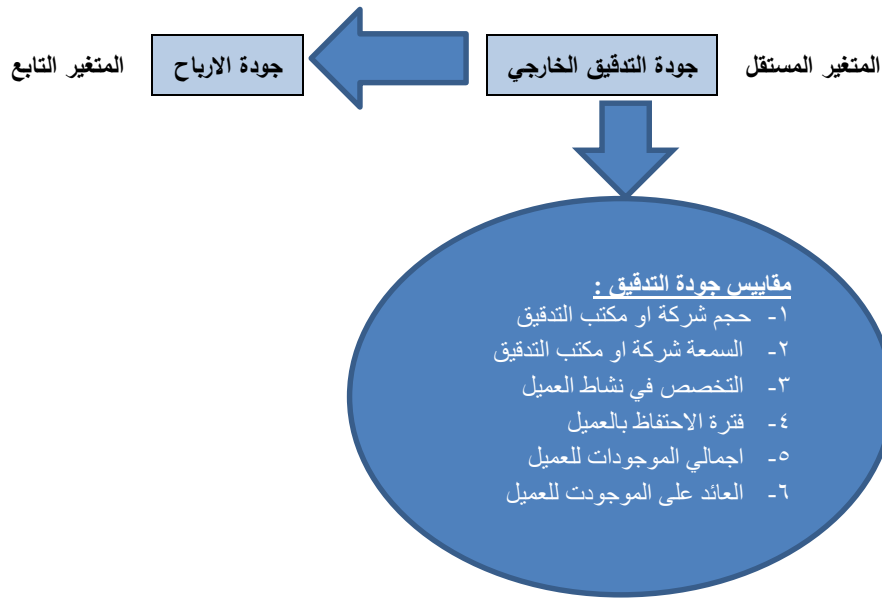 المتغير المستقل
جودة التدقيق الخارجي
جودة الارباح
المتغير التابع
مقاييس جودة التدقيق :
١- حجم شركة او مكتب التدقيق
٢- السمعة شركة او مكتب التدقيق
٣- التخصص في نشاط العميل
٤- فترة الاحتفاظ بالعميل
٥- اجمالي الموجودات للعميل
٦- العائد على الموجودت للعميل